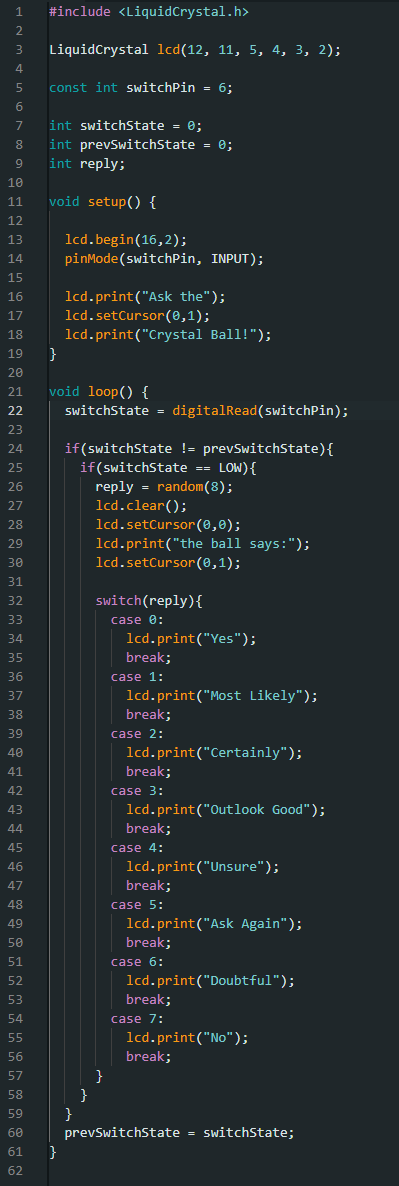 1 #include <LiquidCrystal.h>
2
3 LiquidCrystal lcd(12, 11, 5, 4, 3, 2);
4
5 const int switchPin = 6;
6
7 int switchState = 0;
8 int prevSwitchState = 0;
9 int reply;
10
11 void setup() {
12
13   lcd.begin(16,2);
14   pinMode(switchPin, INPUT);
15
16   lcd.print("Ask the");
17   lcd.setCursor(0,1);
18   lcd.print("Crystal Ball!");
19 }
20
21 void loop() {
22   switchState = digitalRead(switchPin);
23
24   if(switchState != prevSwitchState){
25     if(switchState == LOW){
26       reply = random(8);
27       lcd.clear();
28       lcd.setCursor(0,0);
29       lcd.print("the ball says:");
30       lcd.setCursor(0,1);
31
32       switch(reply){
33         case 0:
34           lcd.print("Yes");
35           break;
36         case 1:
37           lcd.print("Most Likely");
38           break;
39         case 2:
40           lcd.print("Certainly");
41           break;
42         case 3:
43           lcd.print("Outlook Good");
44           break;
45         case 4:
46           lcd.print("Unsure");
47           break;
48         case 5:
49           lcd.print("Ask Again");
50           break;
51         case 6:
52           lcd.print("Doubtful");
53           break;
54         case 7:
55           lcd.print("No");
56           break;
57       }
58     }
59   }
60   prevSwitchState = switchState;
61 }
62